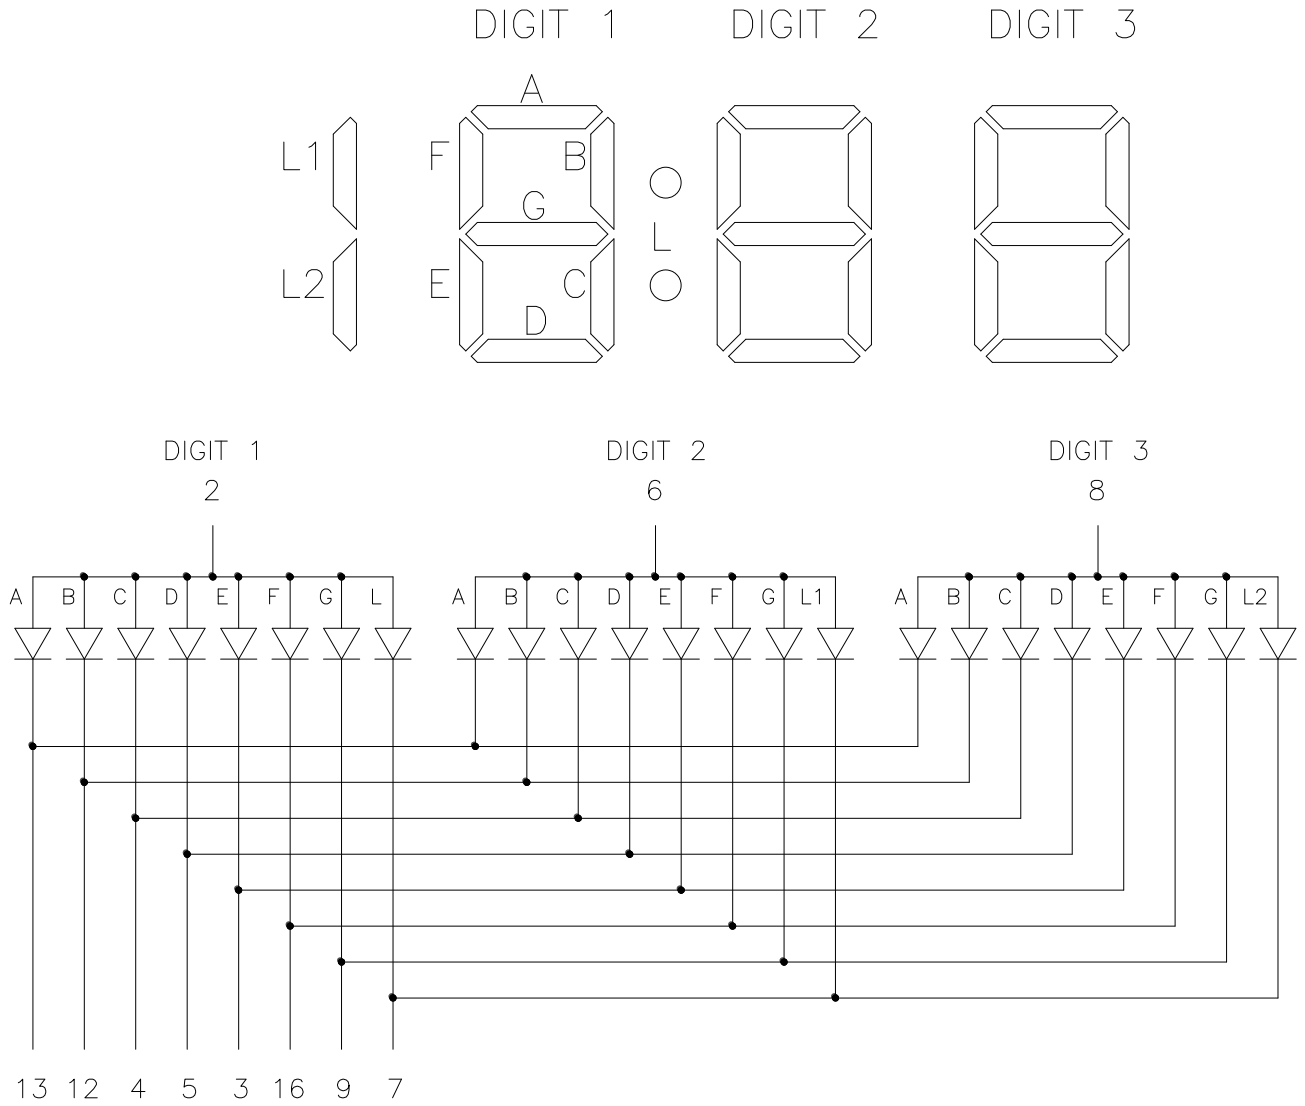 DIGIT 1 DIGIT 2 DIGIT 3
A
L1 F B
G
L
L2 E C
D
DIGIT 1 DIGIT 2 DIGIT 3
2 6 8
A B C D E F G L A B C D E F G L1 A B C D E F G L2
13 12 4 5 3 16 9 7